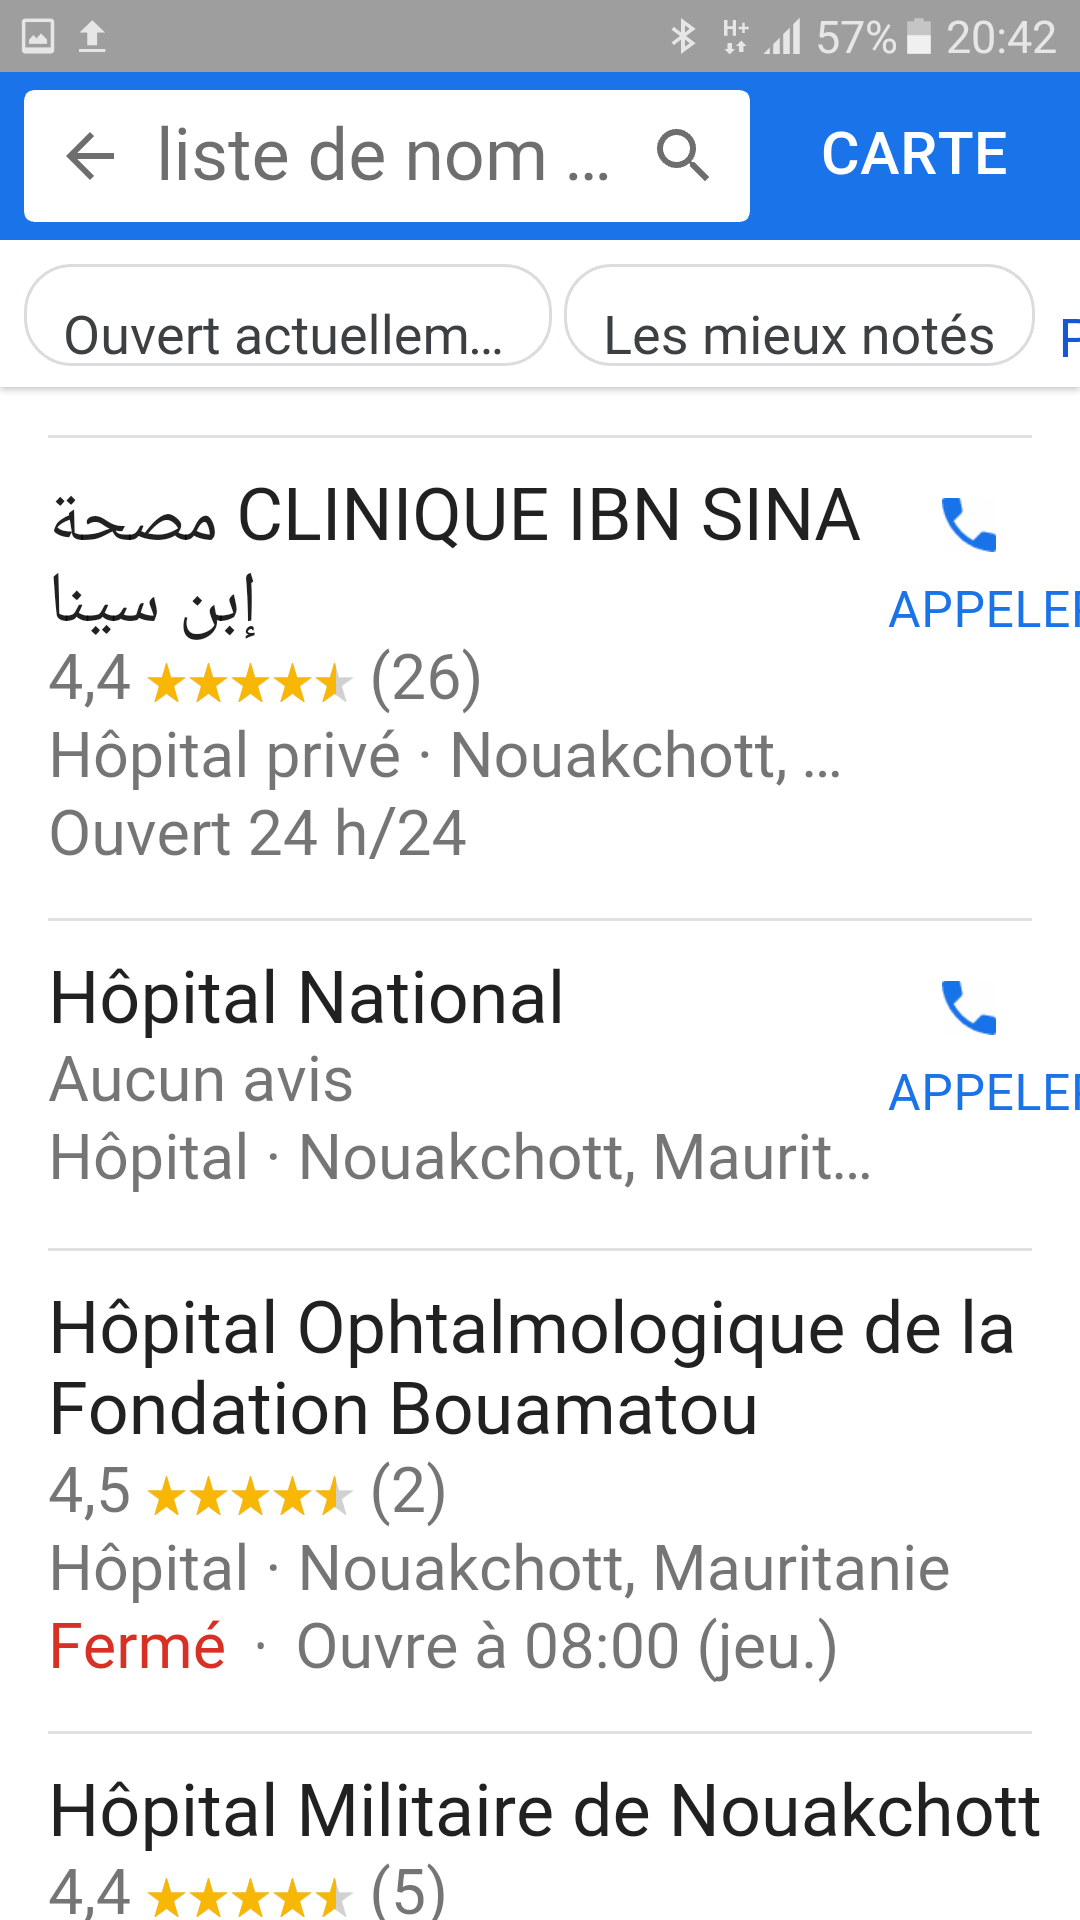 H+ 57% 20:42
liste de nom ... CARTE
Ouvert actuellem... Les mieux notés
CLINIQUE IBN SINA مصحة
إبن سينا
APPELER
4,4 (26)
Hôpital privé · Nouakchott, ...
Ouvert 24 h/24
Hôpital National
Aucun avis
APPELER
Hôpital · Nouakchott, Maurit...
Hôpital Ophtalmologique de la
Fondation Bouamatou
4,5 (2)
Hôpital · Nouakchott, Mauritanie
Fermé · Ouvre à 08:00 (jeu.)
Hôpital Militaire de Nouakchott
4,4 (5)